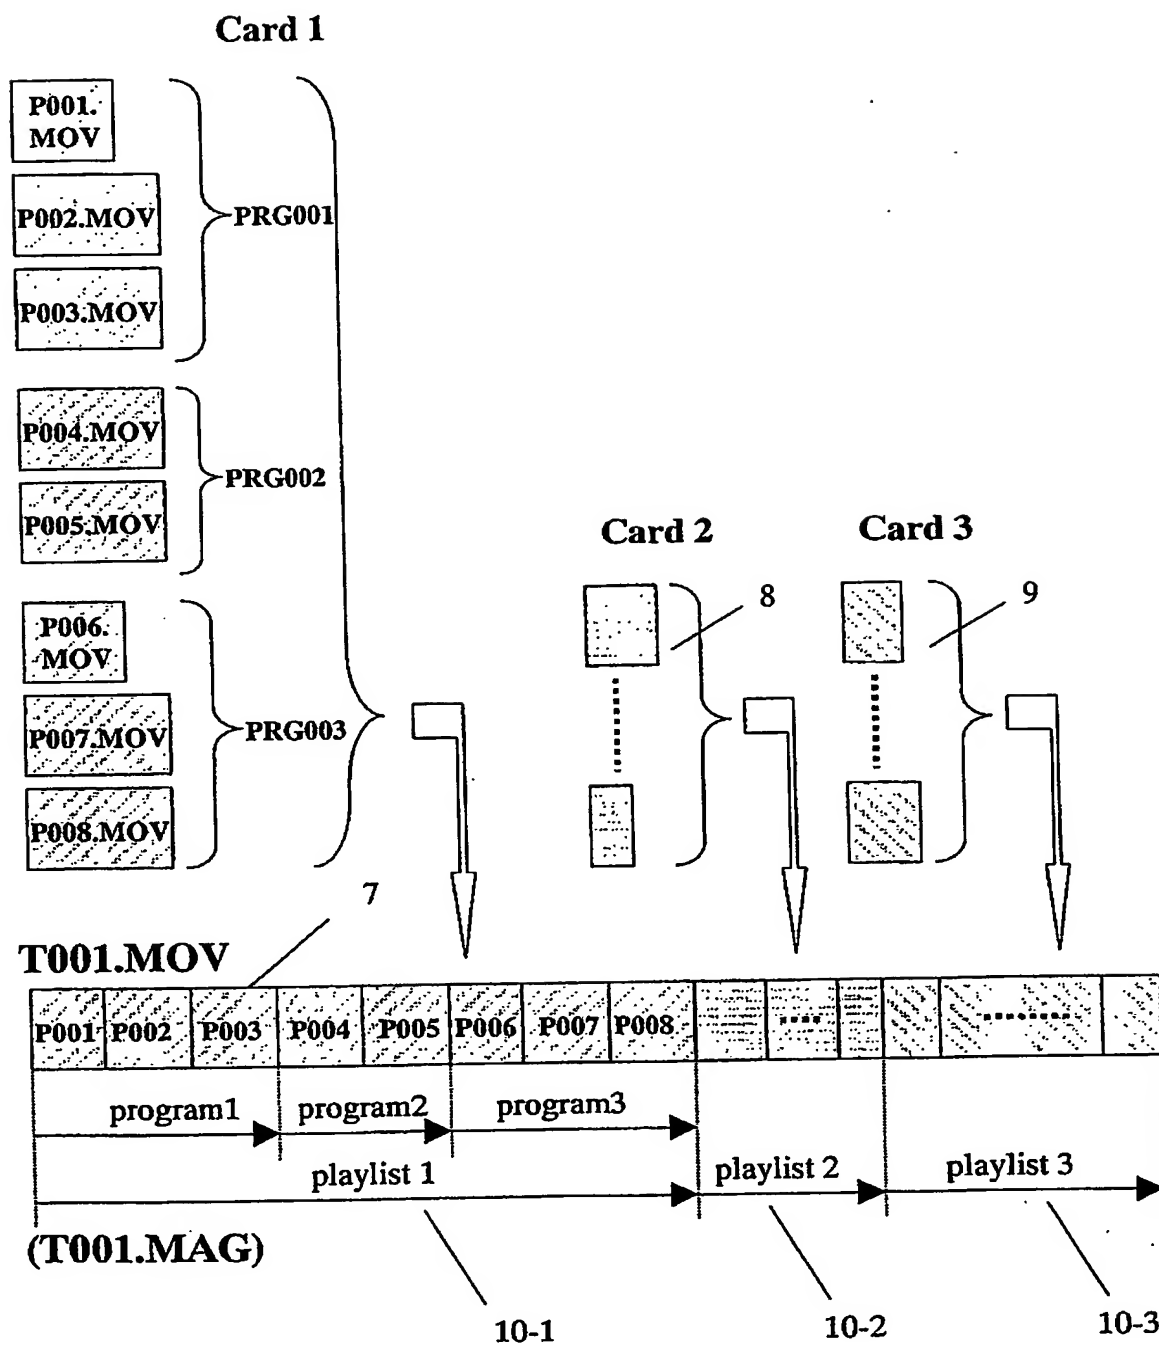 Card 1
P001.
MOV
P002.MOV
PRG001
P003.MOV
P004.MOV
PRG002
P005.MOV
Card 2
Card 3
8
9
P006.
MOV
P007.MOV
PRG003
P008.MOV
7
T001.MOV
P001 P002 P003 P004 P005 P006 P007 P008
program1 program2 program3
playlist 1 playlist 2 playlist 3
(T001.MAG)
10-1 10-2 10-3